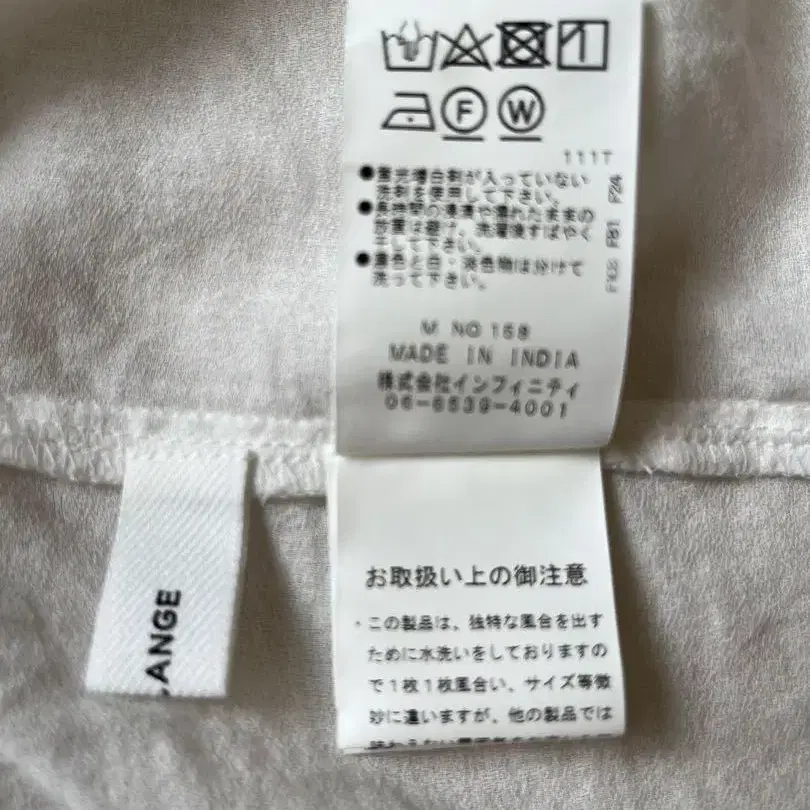 F
W
111T
●蛍光増白剤が入っていない
洗剤を使用して下さい。
●長時間の浸漬や濡れたままの
放置は避け、洗濯後すばやく
干して下さい。
●濃色と白・淡色物は分けて
洗って下さい。
F24
F61
M NO 158
MADE IN INDIA
株式会社インフィニティ
06-6539-4001
ANGE
お取扱い上の御注意
・この製品は、独特な風合を出す
ために水洗いをしておりますの
で1枚1枚風合い、サイズ等微
妙に違いますが、他の製品では